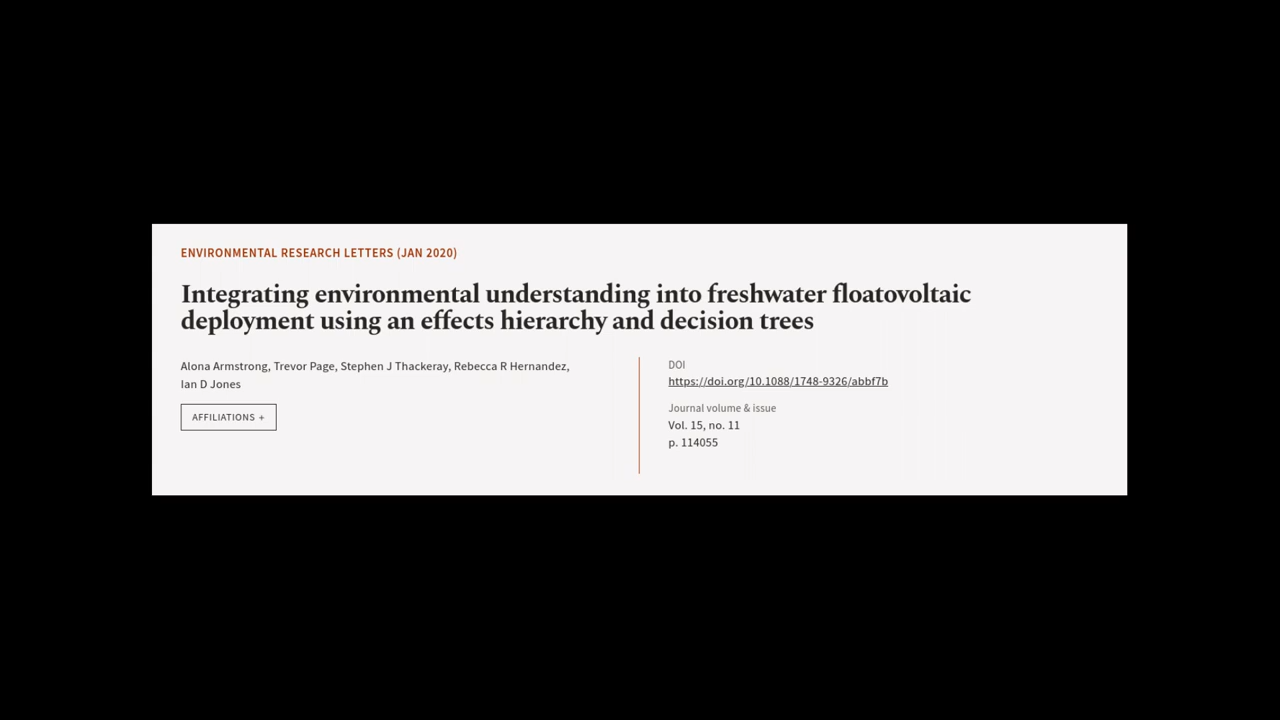 ENVIRONMENTAL RESEARCH LETTERS (JAN 2020)
Integrating environmental understanding into freshwater floatovoltaic
deployment using an effects hierarchy and decision trees
Alona Armstrong, Trevor Page, Stephen J Thackeray, Rebecca R Hernandez,
Ian D Jones
AFFILIATIONS +
DOI
https://doi.org/10.1088/1748-9326/abbf7b
Journal volume & issue
Vol. 15, no. 11
p. 114055